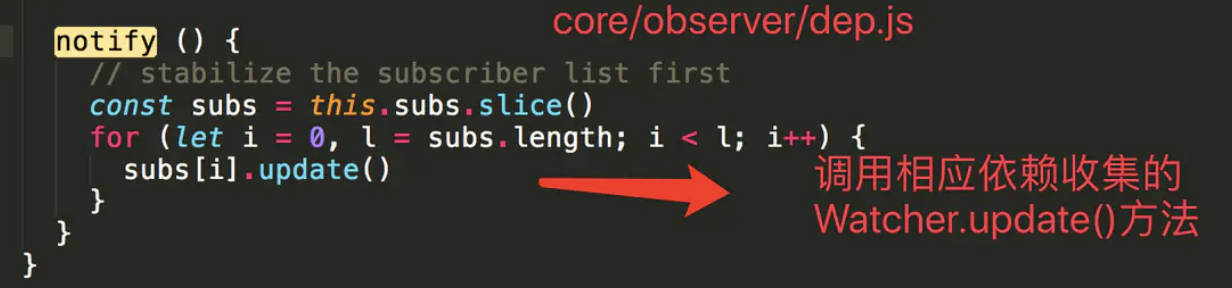 core/observer/dep.js
notify () {
// stabilize the subscriber list first
const subs = this.subs.slice()
for (let i = 0, l = subs.length; i < l; i++) {
subs[i].update()
调用相应依赖收集的
Watcher.update()方法
}
}
}